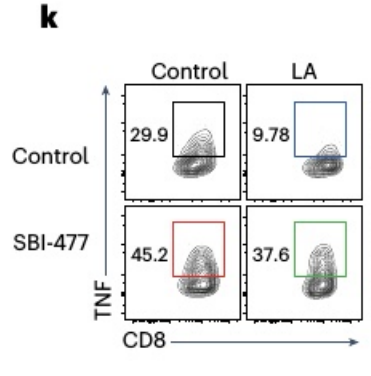 k
Control LA
Control 29.9 9.78
SBI-477 45.2 37.6
TNF
CD8